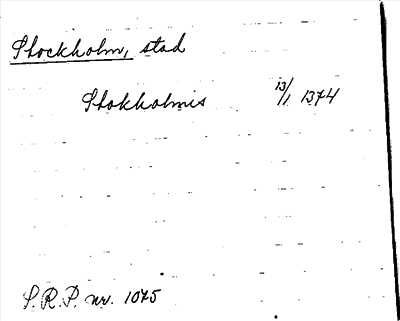 Stockholm, stad
Stokholmis 13/1 1374
S.R.P. nr. 1075